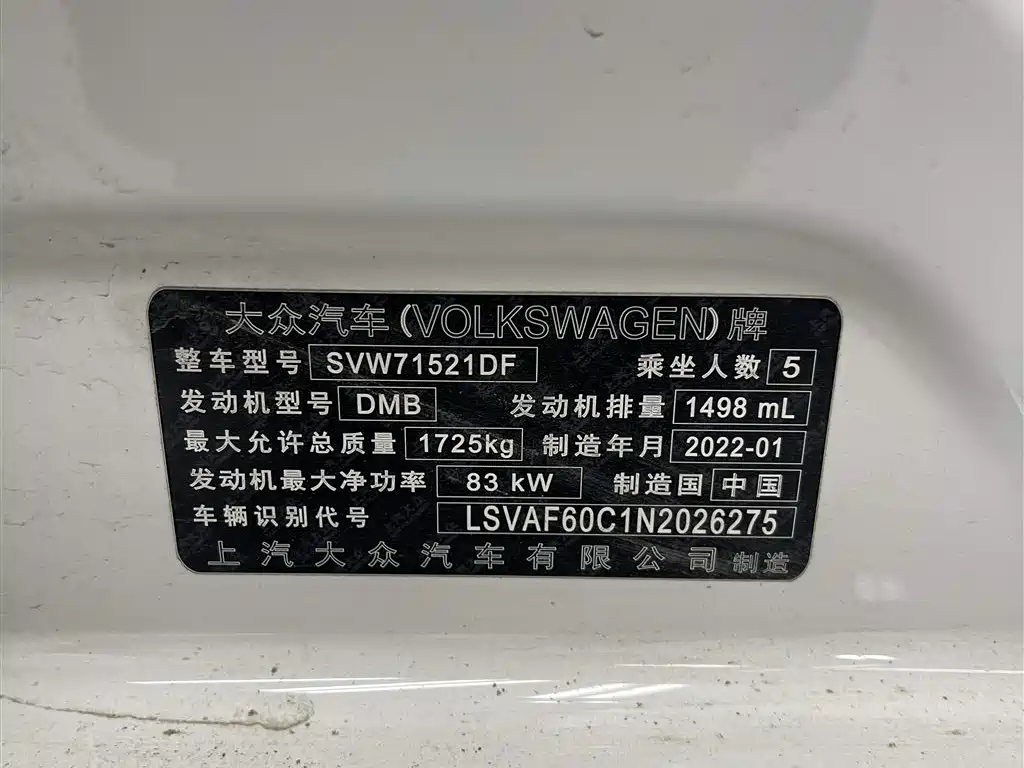 大众汽车(VOLKSWAGEN)牌
整车型号 SVW71521DF 乘坐人数 5
发动机型号 DMB 发动机排量 1498 mL
最大允许总质量 1725kg 制造年月 2022-01
发动机最大净功率 83 kW 制造国 中国
车辆识别代号 LSVAF60C1N2026275
上汽大众汽车有限公司 制造